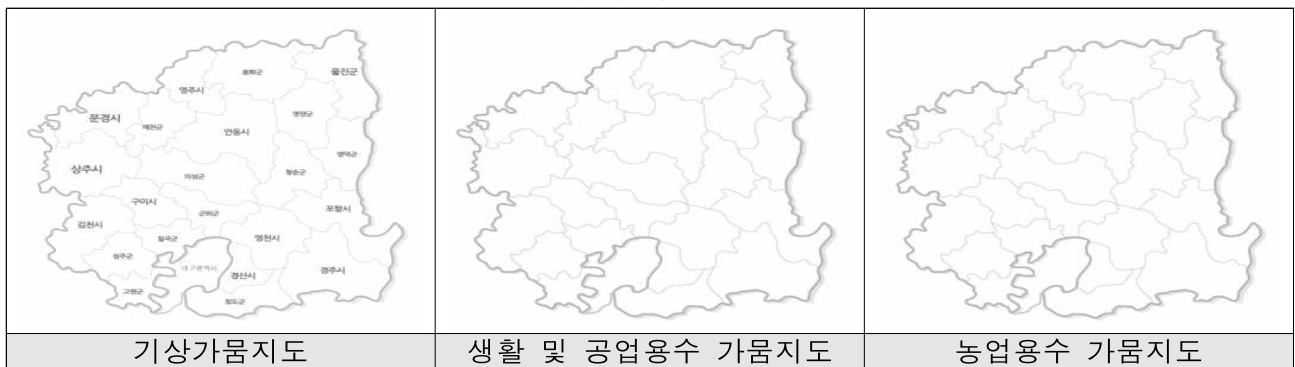 봉화군
울진군
영주시
영양군
문경시
예천군
안동시
영덕군
상주시
의성군
청송군
구미시
군위군
포항시
김천시
칠곡군
영천시
성주군
대구광역시
경산시
경주시
고령군
청도군
기상가뭄지도
생활 및 공업용수 가뭄지도
농업용수 가뭄지도